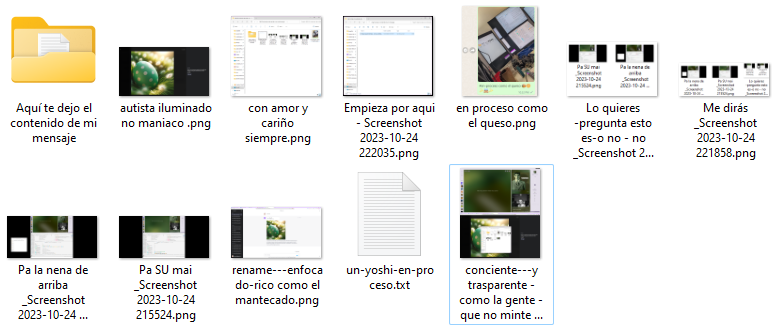 Aquí te dejo el
contenido de mi
mensaje
autista iluminado
no maniaco .png
con amor y
cariño
siempre.png
Empieza por aqui
- Screenshot
2023-10-24
222035.png
en proceso como
el queso.png
Lo quieres
-pregunta esto
es-o no - no
_Screenshot 2...
Me dirás
_Screenshot
2023-10-24
221858.png
Pa la nena de
arriba
_Screenshot
2023-10-24 ...
Pa SU mai
_Screenshot
2023-10-24
215524.png
rename---enfoca
do-rico como el
mantecado.png
un-yoshi-en-pro
ceso.txt
conciente---y
trasparente -
como la gente -
que no minte ...